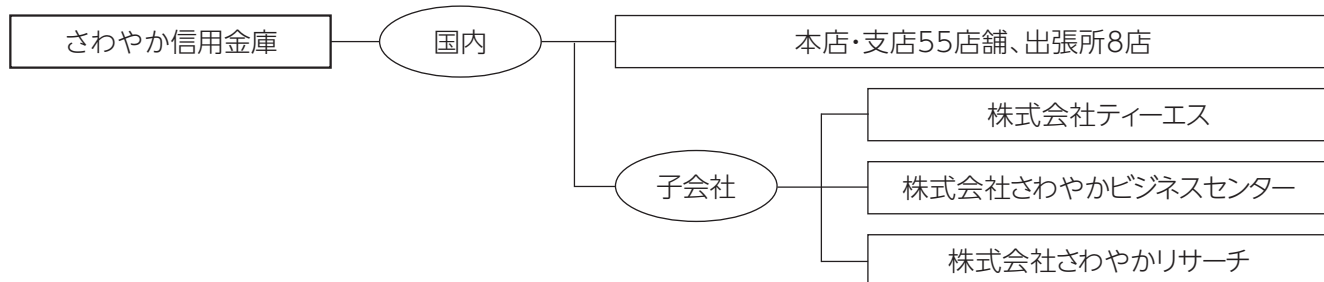 さわやか信用金庫
国内
本店・支店55店舗、出張所8店
株式会社ティーエス
子会社
株式会社さわやかビジネスセンター
株式会社さわやかリサーチ